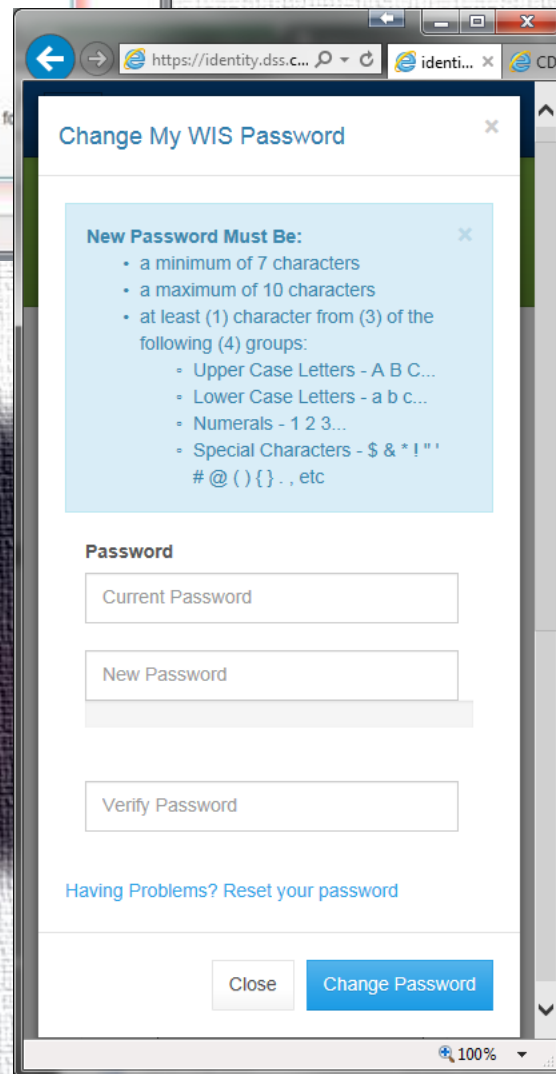 https://identity.dss.c...
identi...
CD
Change My WIS Password
New Password Must Be:
• a minimum of 7 characters
• a maximum of 10 characters
• at least (1) character from (3) of the
following (4) groups:
◦ Upper Case Letters - A B C...
◦ Lower Case Letters - a b c...
◦ Numerals - 1 2 3...
◦ Special Characters - $ & * ! " '
# @ ( ) { } . , etc
Password
Current Password
New Password
Verify Password
Having Problems? Reset your password
Close
Change Password
100%